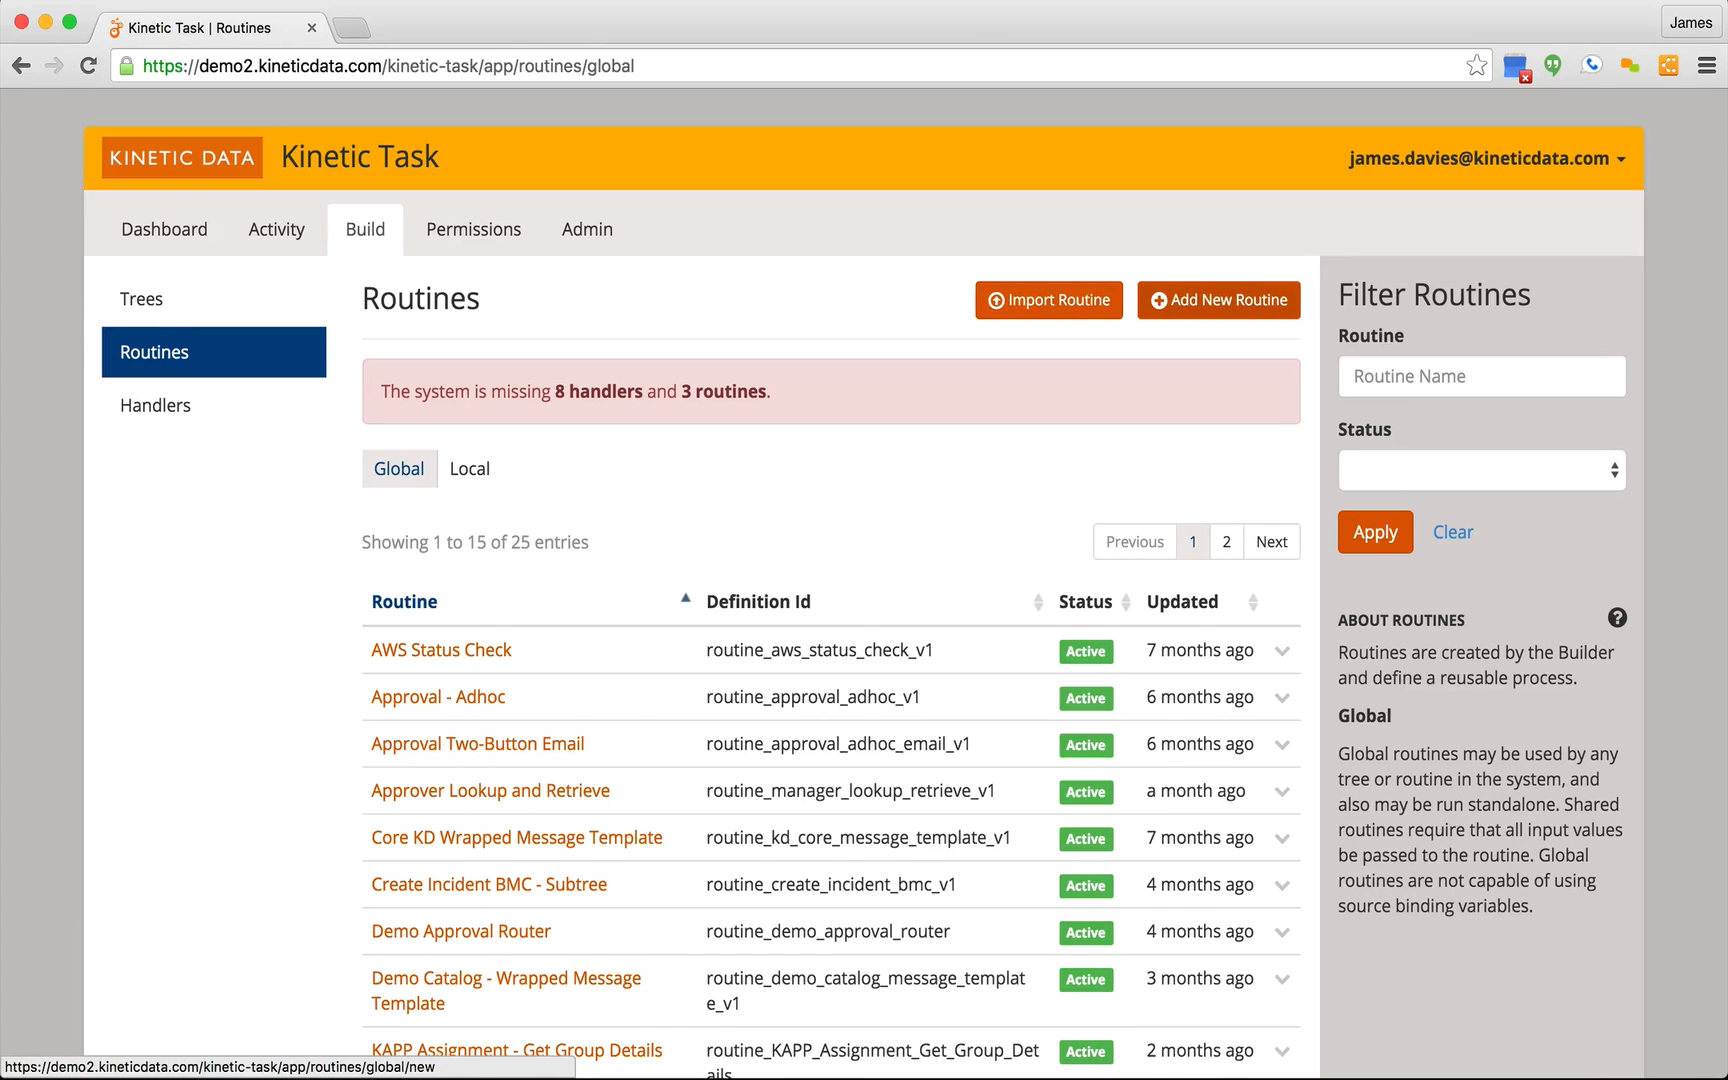 Kinetic Task | Routines
James
https://demo2.kineticdata.com/kinetic-task/app/routines/global
KINETIC DATA
Kinetic Task
james.davies@kineticdata.com
Dashboard
Activity
Build
Permissions
Admin
Trees
Routines
Handlers
Routines
Import Routine
Add New Routine
The system is missing 8 handlers and 3 routines.
Global
Local
Showing 1 to 15 of 25 entries
Previous
1
2
Next
Routine
Definition Id
Status
Updated
AWS Status Check
routine_aws_status_check_v1
Active
7 months ago
Approval - Adhoc
routine_approval_adhoc_v1
Active
6 months ago
Approval Two-Button Email
routine_approval_adhoc_email_v1
Active
6 months ago
Approver Lookup and Retrieve
routine_manager_lookup_retrieve_v1
Active
a month ago
Core KD Wrapped Message Template
routine_kd_core_message_template_v1
Active
7 months ago
Create Incident BMC - Subtree
routine_create_incident_bmc_v1
Active
4 months ago
Demo Approval Router
routine_demo_approval_router
Active
4 months ago
Demo Catalog - Wrapped Message
Template
routine_demo_catalog_message_templat
e_v1
Active
3 months ago
KAPP Assignment - Get Group Details
routine_KAPP_Assignment_Get_Group_Det
ails
Active
2 months ago
Filter Routines
Routine
Routine Name
Status
Apply
Clear
ABOUT ROUTINES
Routines are created by the Builder
and define a reusable process.
Global
Global routines may be used by any
tree or routine in the system, and
also may be run standalone. Shared
routines require that all input values
be passed to the routine. Global
routines are not capable of using
source binding variables.
https://demo2.kineticdata.com/kinetic-task/app/routines/global/new